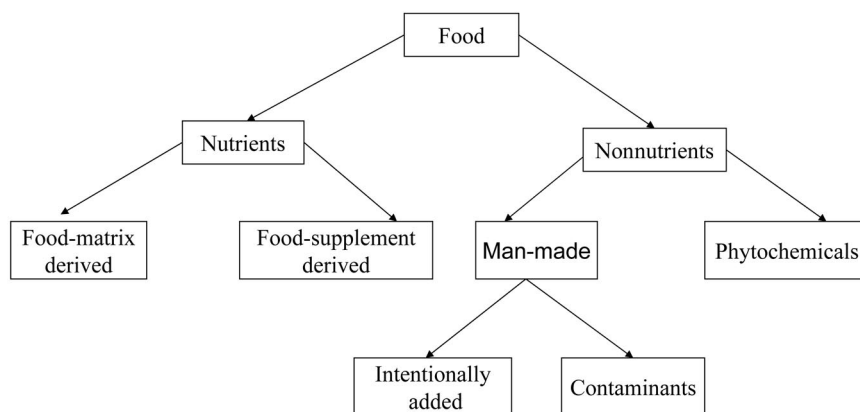 Food
Nutrients
Nonnutrients
Food-matrix
derived
Food-supplement
derived
Man-made
Phytochemicals
Intentionally
added
Contaminants